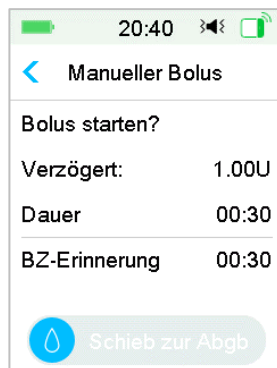 20:40
Manueller Bolus
Bolus starten?
Verzögert: 1.00U
Dauer 00:30
BZ-Erinnerung 00:30
Schieb zur Abgb